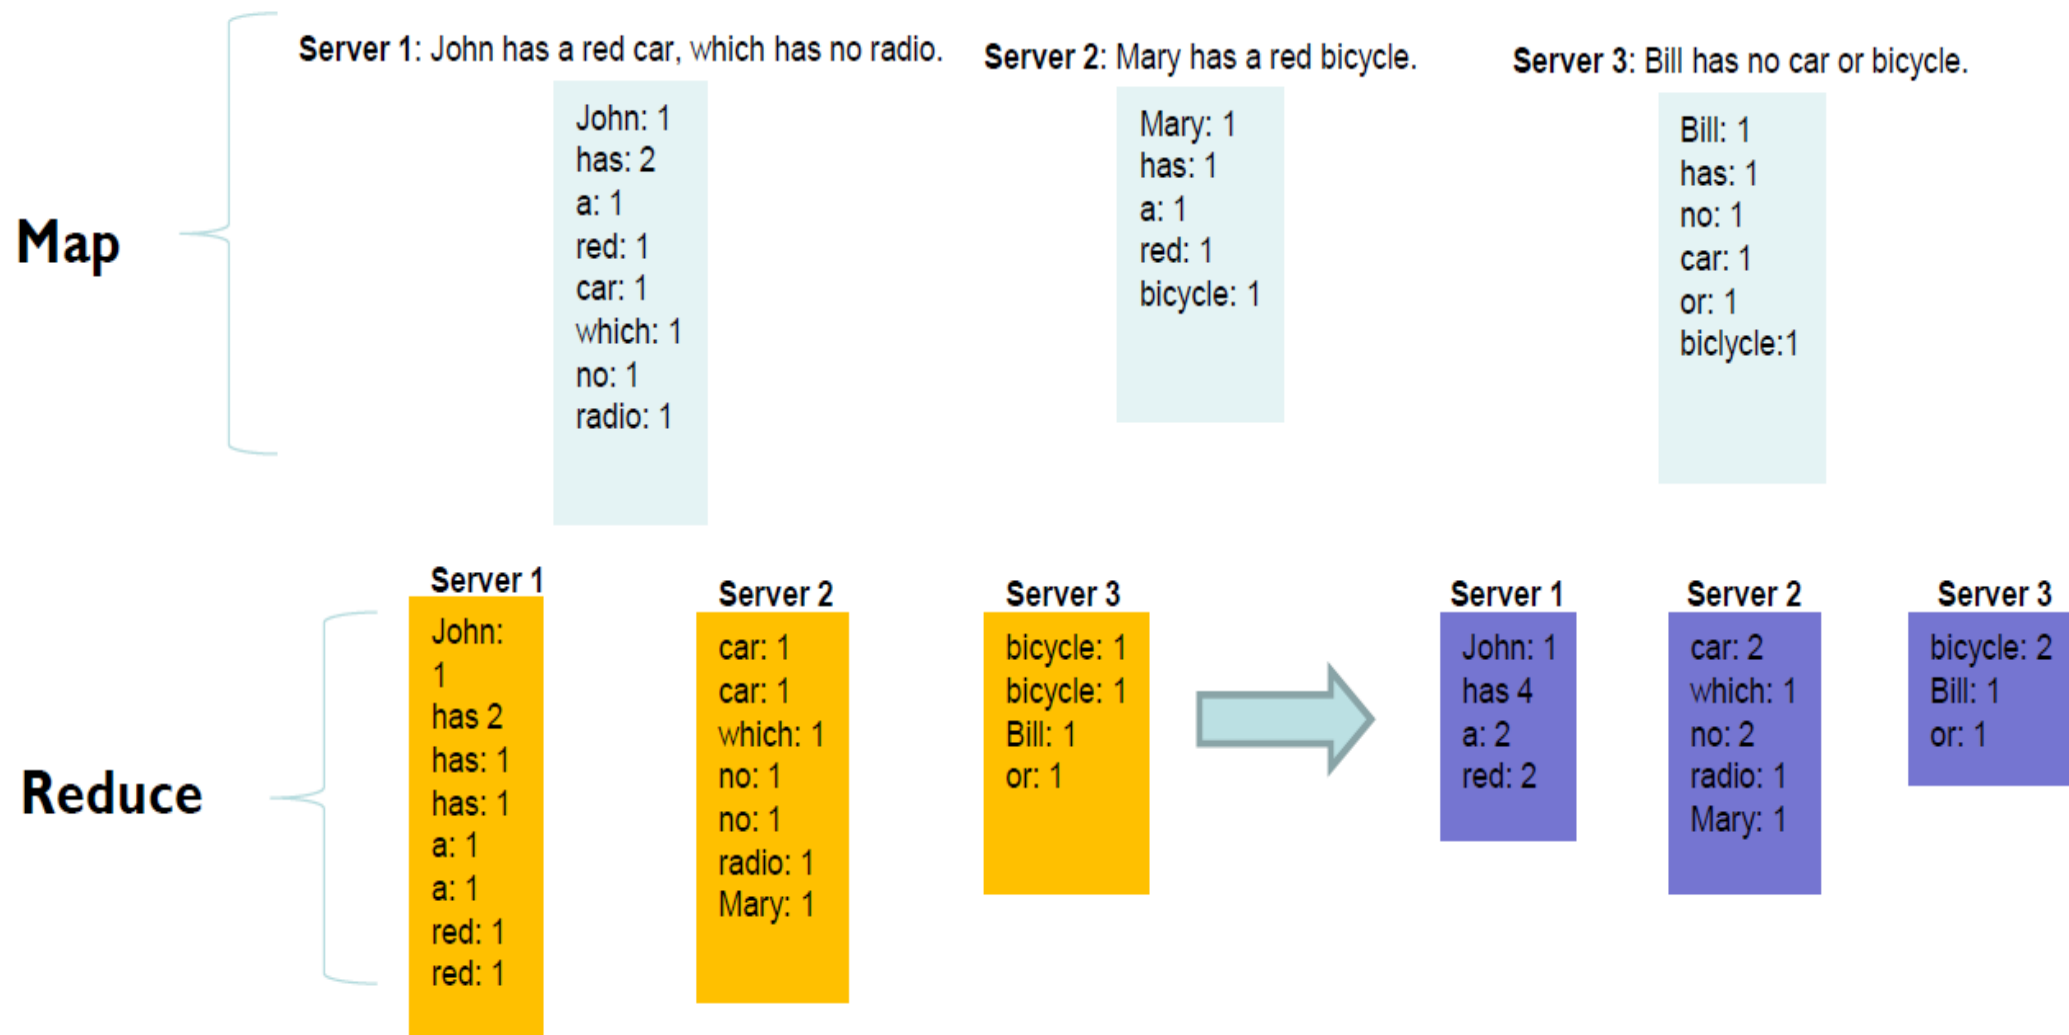 Map
Server 1: John has a red car, which has no radio.
John: 1
has: 2
a: 1
red: 1
car: 1
which: 1
no: 1
radio: 1
Server 2: Mary has a red bicycle.
Mary: 1
has: 1
a: 1
red: 1
bicycle: 1
Server 3: Bill has no car or bicycle.
Bill: 1
has: 1
no: 1
car: 1
or: 1
biclycle:1
Reduce
Server 1
John:
1
has 2
has: 1
has: 1
a: 1
a: 1
red: 1
red: 1
Server 2
car: 1
car: 1
which: 1
no: 1
no: 1
radio: 1
Mary: 1
Server 3
bicycle: 1
bicycle: 1
Bill: 1
or: 1
Server 1
John: 1
has 4
a: 2
red: 2
Server 2
car: 2
which: 1
no: 2
radio: 1
Mary: 1
Server 3
bicycle: 2
Bill: 1
or: 1